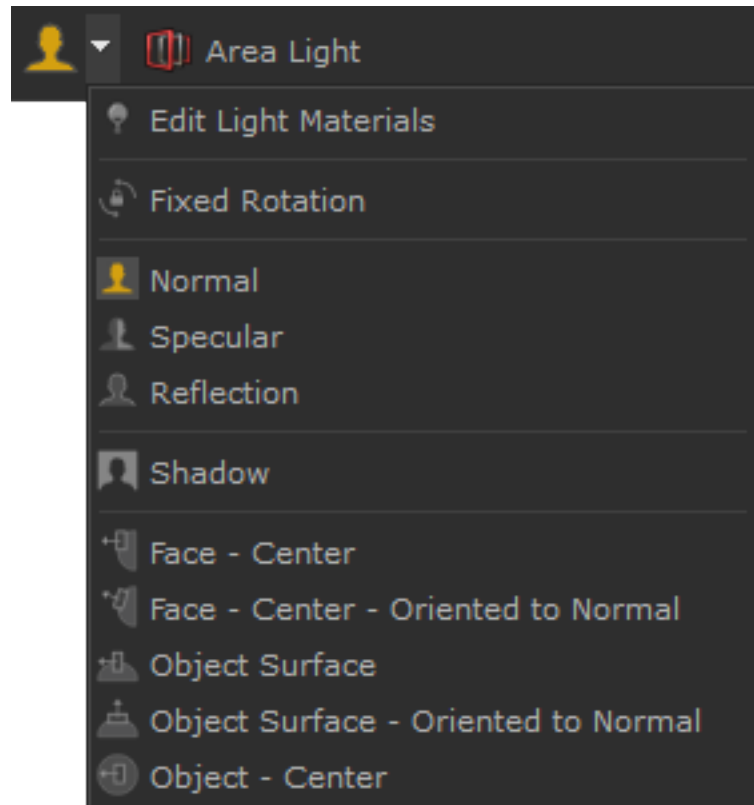 Area Light
Edit Light Materials
Fixed Rotation
Normal
Specular
Reflection
Shadow
Face - Center
Face - Center - Oriented to Normal
Object Surface
Object Surface - Oriented to Normal
Object - Center